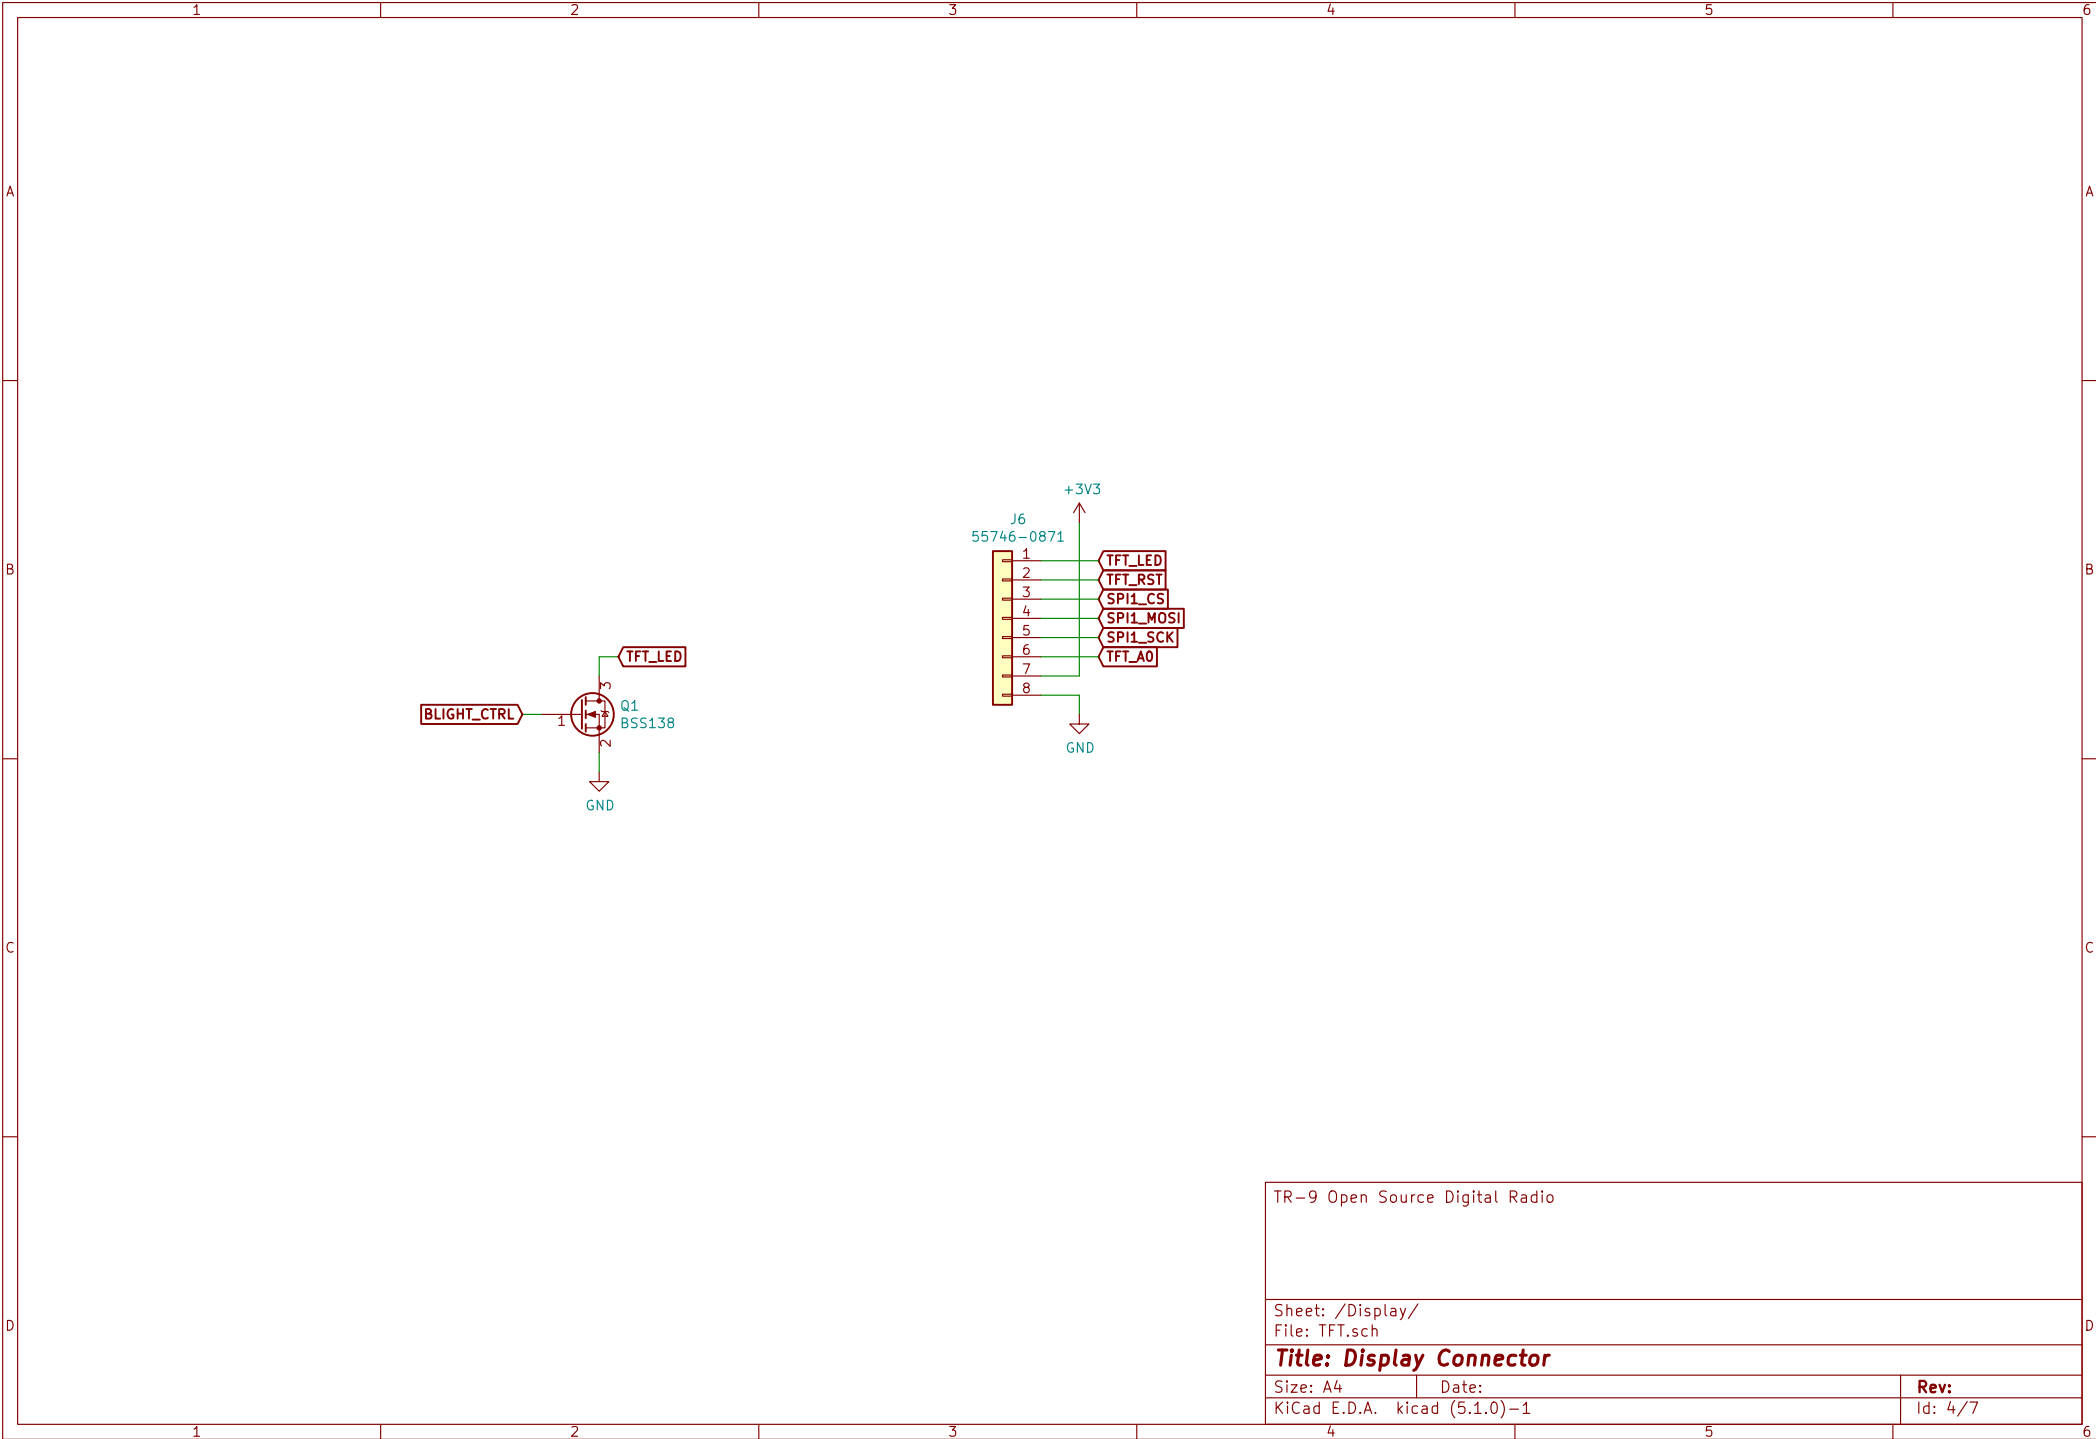 1 2 3 4 5 6
A A
+3V3
J6
55746-0871
1 TFT_LED
2 TFT_RST
B B
3 SPI1_CS
4 SPI1_MOSI
5 SPI1_SCK
6 TFT_A0
7
8
GND
TFT_LED
3
Q1
BLIGHT_CTRL
1
BSS138
2
GND
C C
TR-9 Open Source Digital Radio
Sheet: /Display/
File: TFT.sch
D D
Title: Display Connector
Size: A4 Date: Rev:
KiCad E.D.A. kicad (5.1.0)-1 Id: 4/7
1 2 3 4 5 6